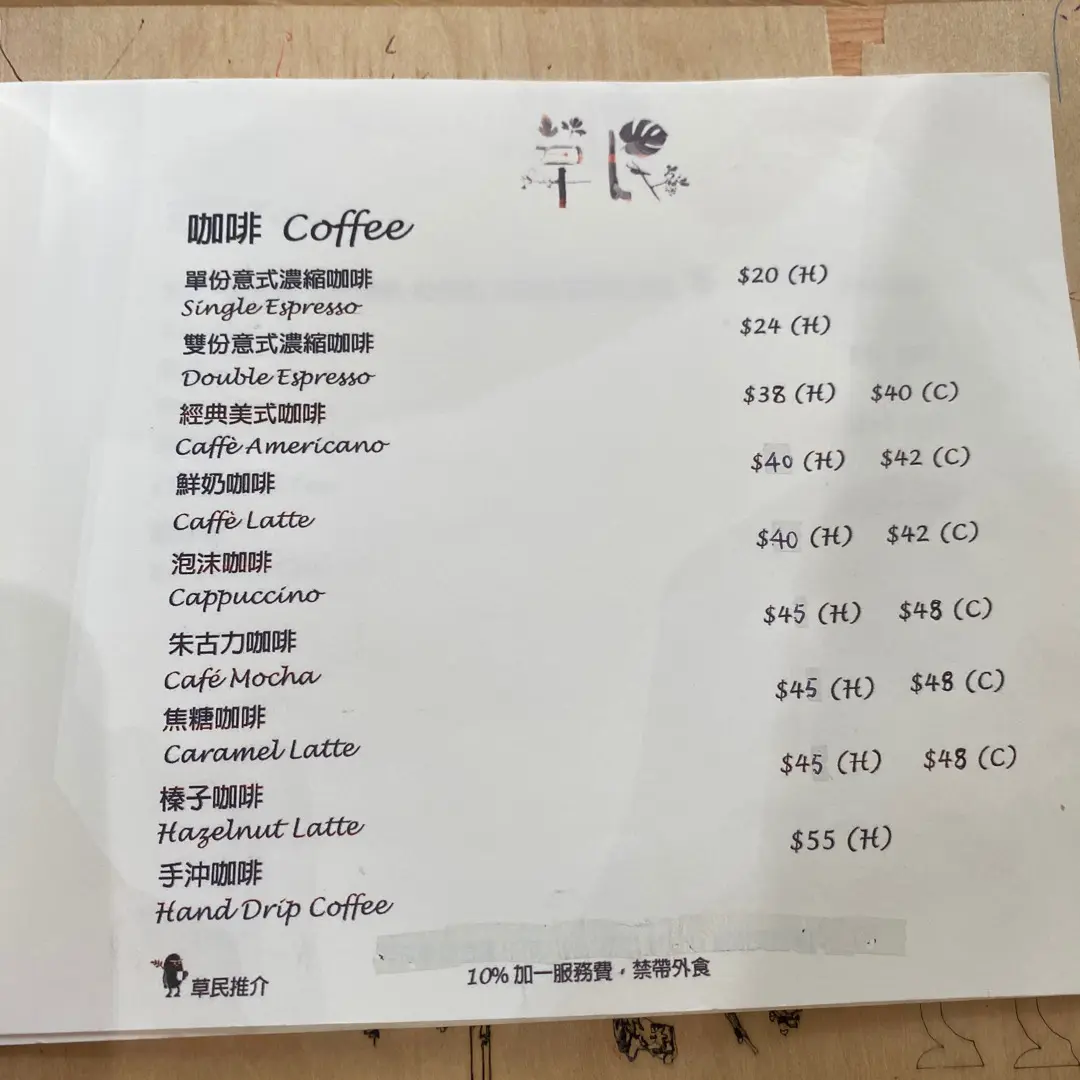 草民
咖啡 Coffee
單份意式濃縮咖啡 $20 (H)
Single Espresso
雙份意式濃縮咖啡 $24 (H)
Double Espresso
經典美式咖啡 $38 (H) $40 (C)
Caffè Americano
鮮奶咖啡 $40 (H) $42 (C)
Caffè Latte
泡沫咖啡 $40 (H) $42 (C)
Cappuccino
朱古力咖啡 $45 (H) $48 (C)
Café Mocha
焦糖咖啡 $45 (H) $48 (C)
Caramel Latte
榛子咖啡 $45 (H) $48 (C)
Hazelnut Latte
手沖咖啡 $55 (H)
Hand Drip Coffee
草民推介 10% 加一服務費，禁帶外食